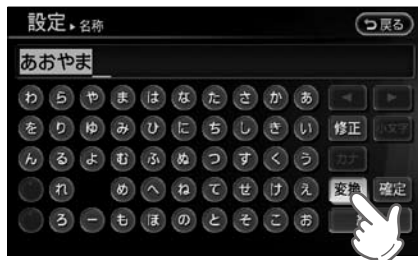 設定▶名称
戻る
あおやま
わ ら や ま は な た さ か あ ◀ ▶
を り ゆ み ひ に ち し き い 修正 小文字
ん る よ む ふ ぬ つ す く う カナ
れ め へ ね て せ け え 変換 確定
ろ ー も ほ の と そ こ お